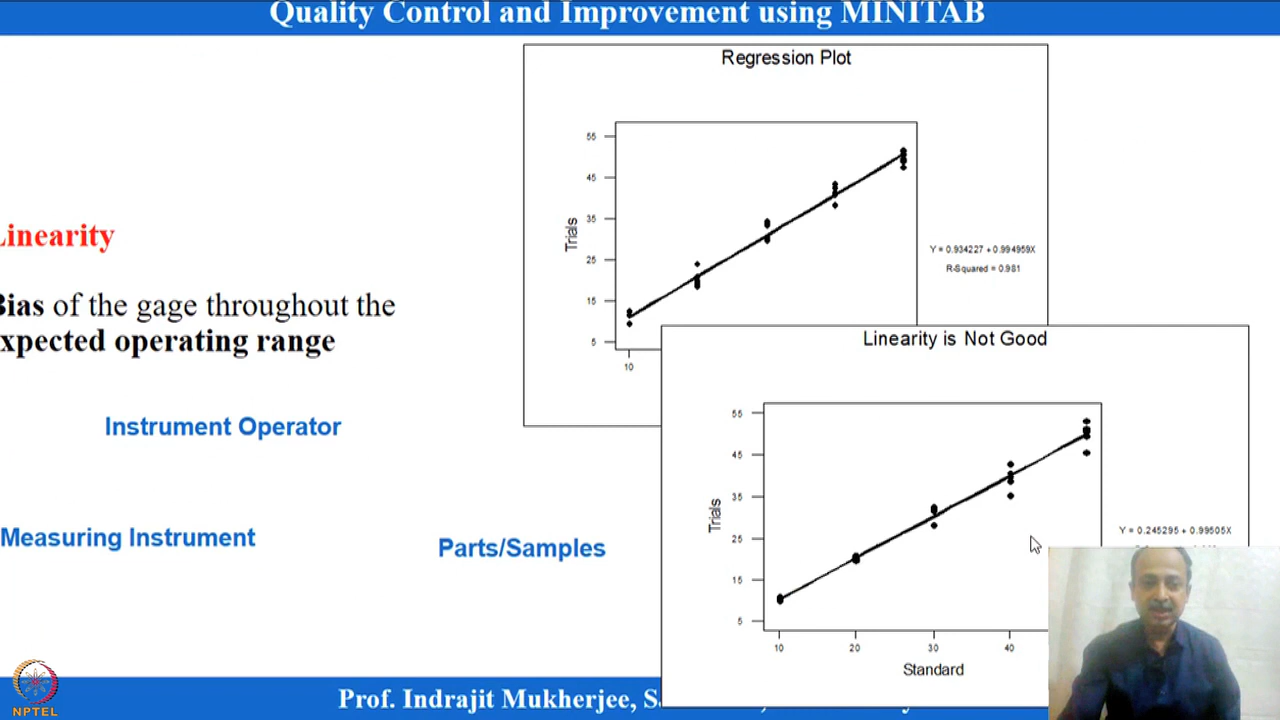 Quality Control and Improvement using MINITAB
Regression Plot
55
45
35
25
15
5
Trials
10
Y = 0.934227 + 0.994959X
R-Squared = 0.981
Linearity
Bias of the gage throughout the
expected operating range
Instrument Operator
Measuring Instrument
Parts/Samples
Linearity is Not Good
55
45
35
25
15
5
Trials
10 20 30 40
Standard
Y = 0.245295 + 0.99505X
NPTEL
Prof. Indrajit Mukherjee,